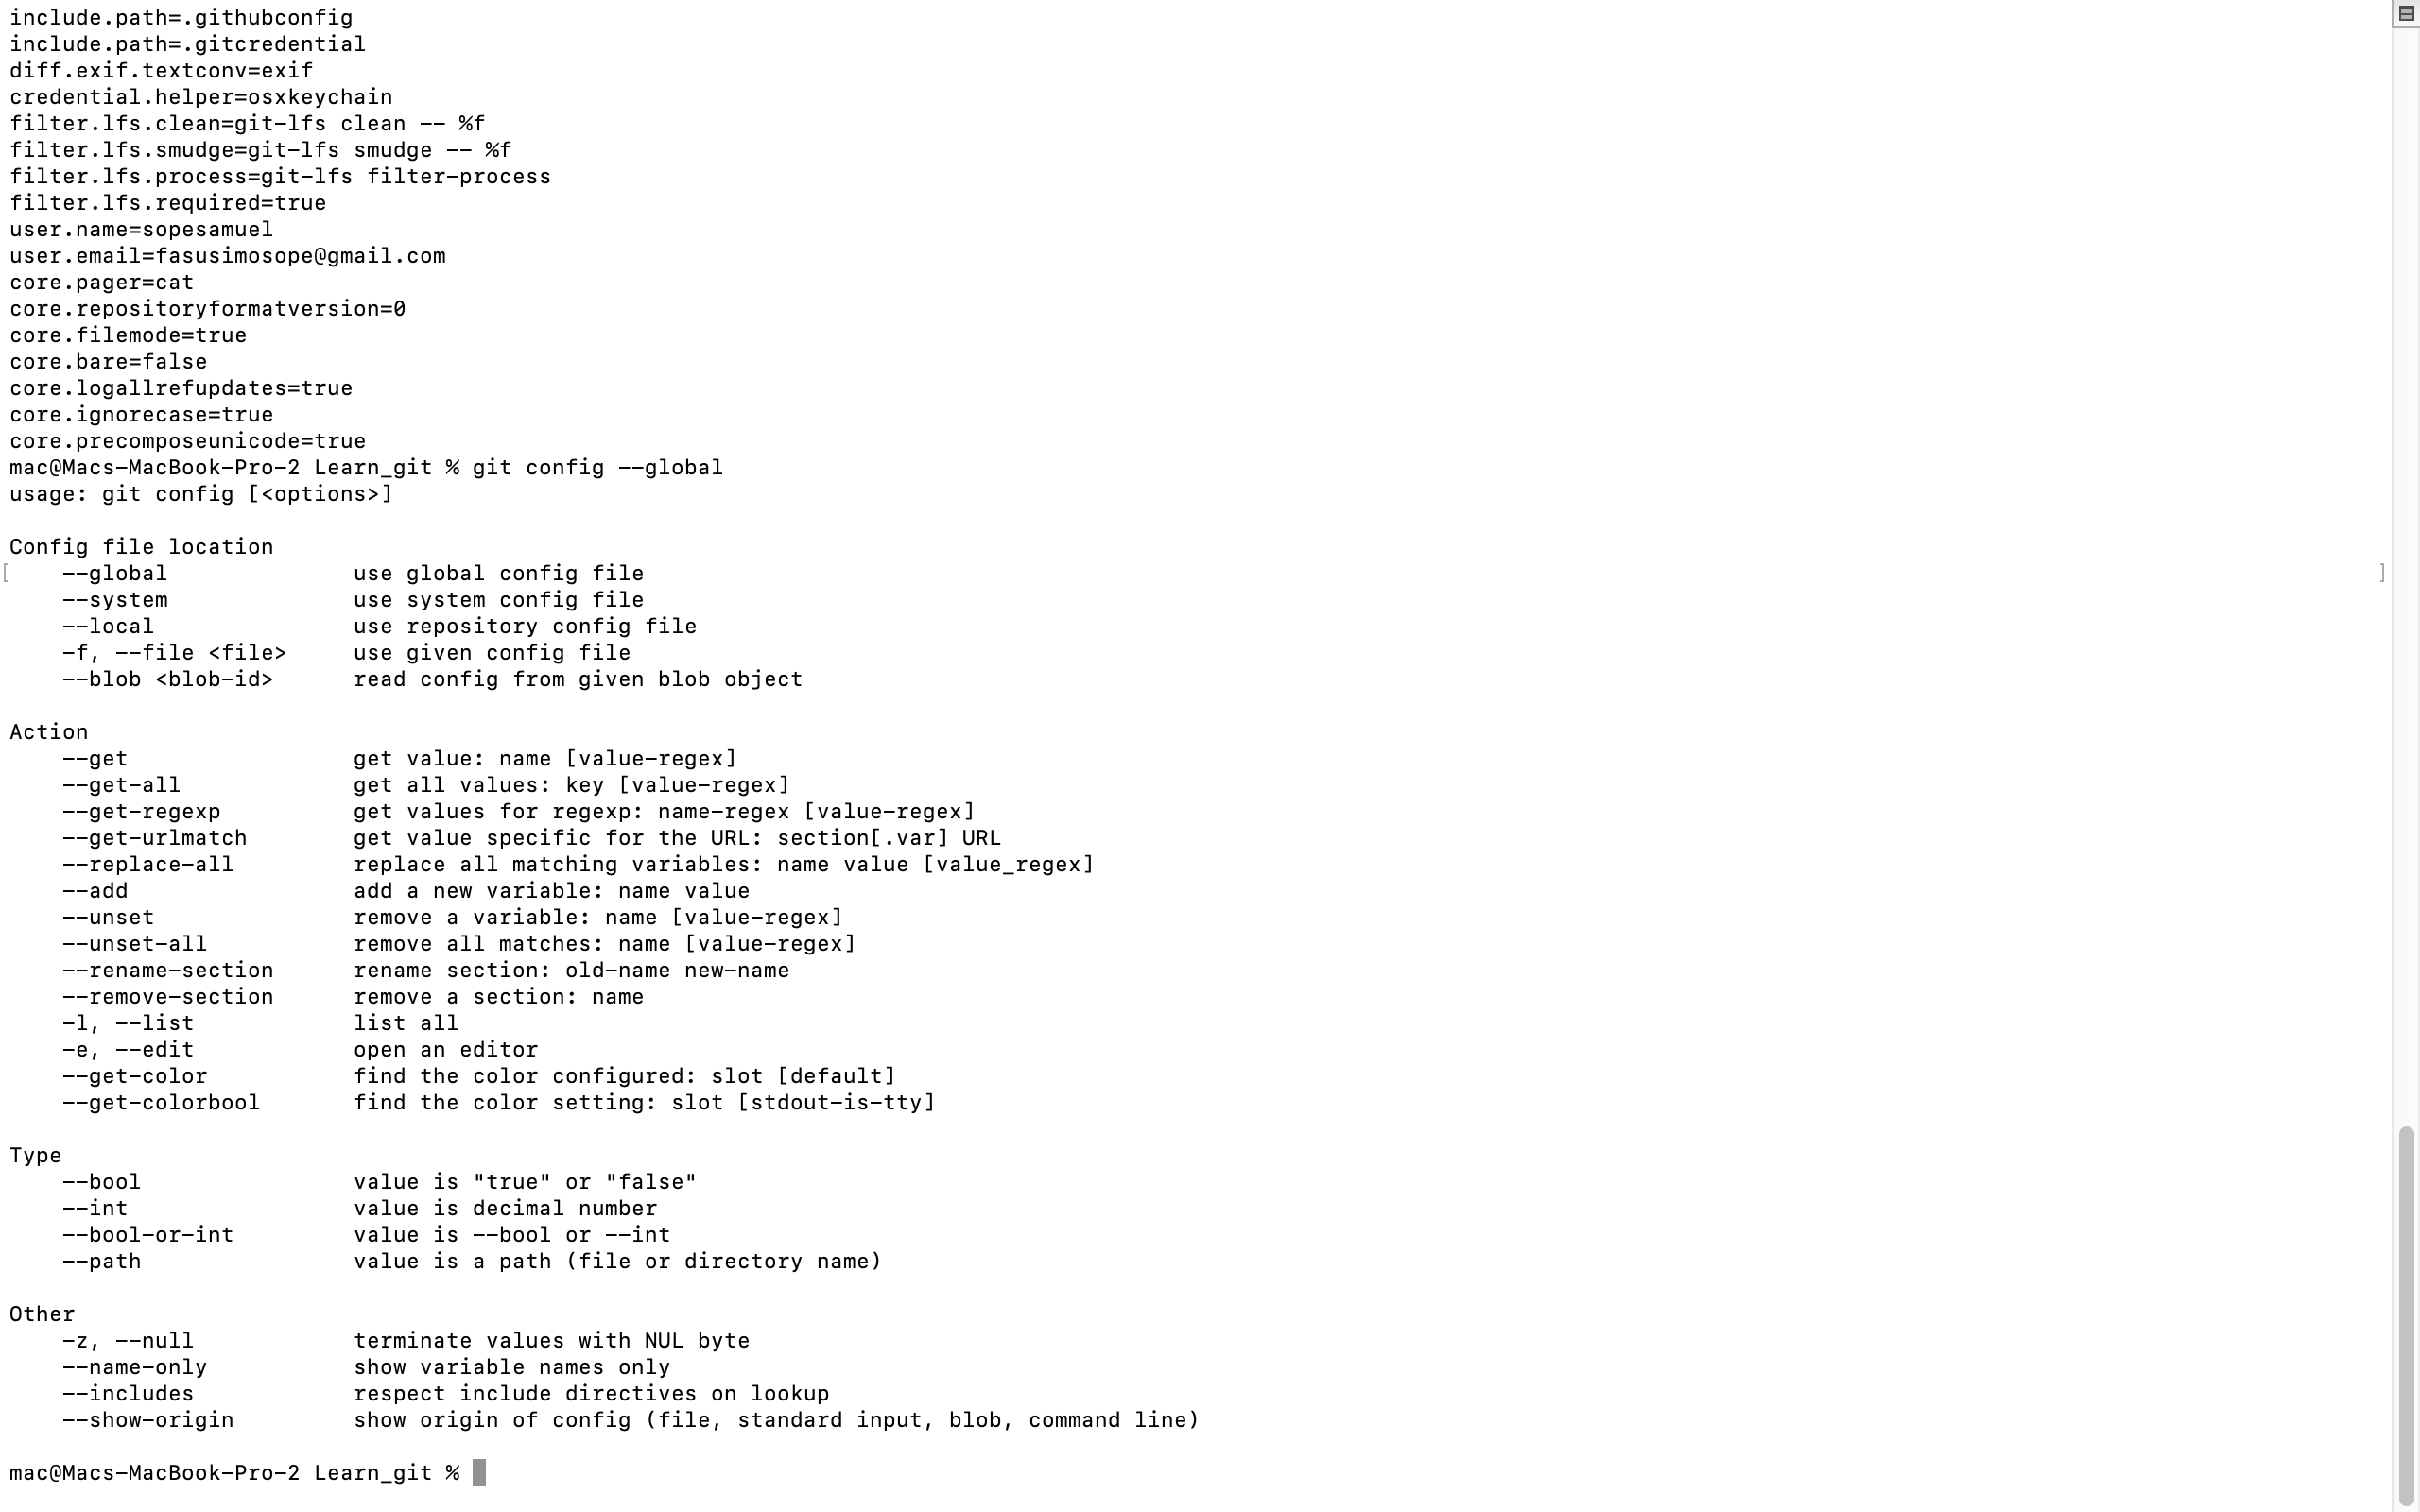 include.path=.githubconfig
include.path=.gitcredential
diff.exif.textconv=exif
credential.helper=osxkeychain
filter.lfs.clean=git-lfs clean -- %f
filter.lfs.smudge=git-lfs smudge -- %f
filter.lfs.process=git-lfs filter-process
filter.lfs.required=true
user.name=sopesamuel
user.email=fasusimosope@gmail.com
core.pager=cat
core.repositoryformatversion=0
core.filemode=true
core.bare=false
core.logallrefupdates=true
core.ignorecase=true
core.precomposeunicode=true
mac@Macs-MacBook-Pro-2 Learn_git % git config --global
usage: git config [<options>]

Config file location
[    --global              use global config file    ]
    --system              use system config file
    --local               use repository config file
    -f, --file <file>     use given config file
    --blob <blob-id>      read config from given blob object

Action
    --get                 get value: name [value-regex]
    --get-all             get all values: key [value-regex]
    --get-regexp          get values for regexp: name-regex [value-regex]
    --get-urlmatch        get value specific for the URL: section[.var] URL
    --replace-all         replace all matching variables: name value [value_regex]
    --add                 add a new variable: name value
    --unset               remove a variable: name [value-regex]
    --unset-all           remove all matches: name [value-regex]
    --rename-section      rename section: old-name new-name
    --remove-section      remove a section: name
    -l, --list            list all
    -e, --edit            open an editor
    --get-color           find the color configured: slot [default]
    --get-colorbool       find the color setting: slot [stdout-is-tty]

Type
    --bool                value is "true" or "false"
    --int                 value is decimal number
    --bool-or-int         value is --bool or --int
    --path                value is a path (file or directory name)

Other
    -z, --null            terminate values with NUL byte
    --name-only           show variable names only
    --includes            respect include directives on lookup
    --show-origin         show origin of config (file, standard input, blob, command line)

mac@Macs-MacBook-Pro-2 Learn_git %